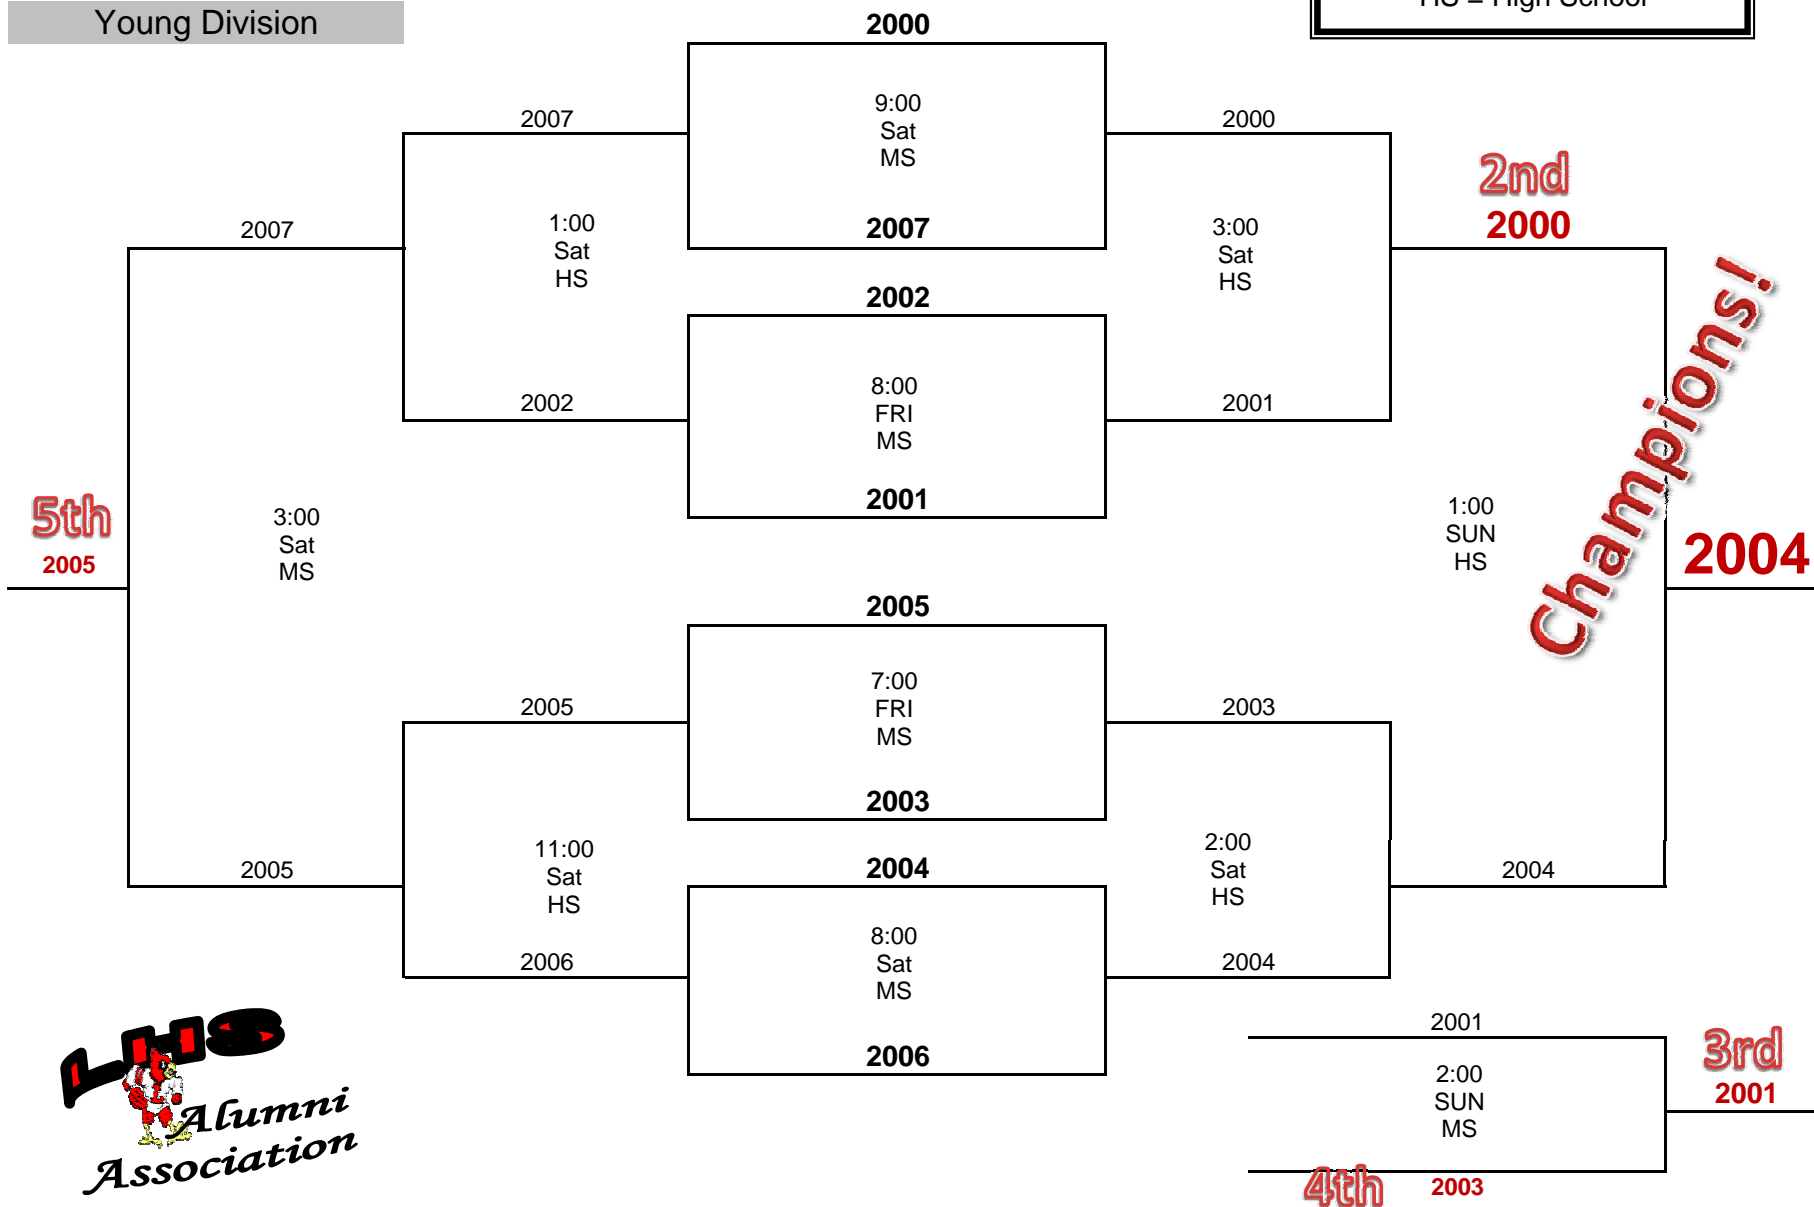 HS = High School
Young Division
2000
2007
9:00
Sat
MS
2000
2nd
2000
2007
1:00
Sat
HS
2007
3:00
Sat
HS
Champions!
2002
2002
8:00
FRI
MS
2001
2001
5th
2005
3:00
Sat
MS
1:00
SUN
HS
2004
2005
2005
7:00
FRI
MS
2003
2003
2005
11:00
Sat
HS
2004
2:00
Sat
HS
2004
2006
8:00
Sat
MS
2004
2006
2001
2:00
SUN
MS
3rd
2001
4th
2003
LHS
Alumni
Association